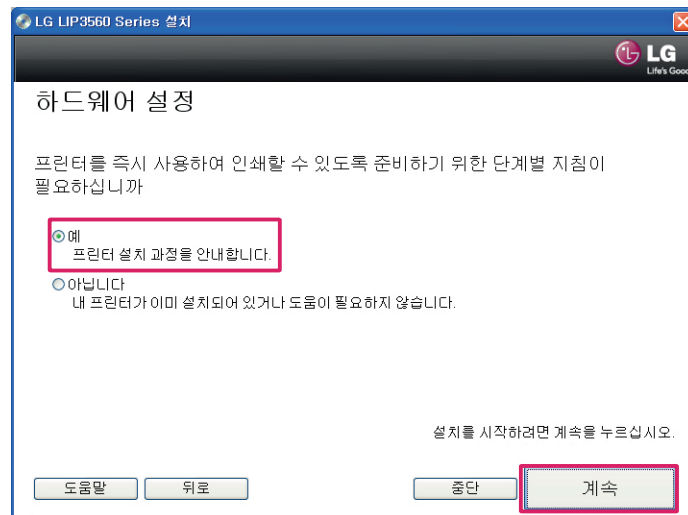 LG LIP3560 Series 설치
LG
Life's Good
하드웨어 설정
프린터를 즉시 사용하여 인쇄할 수 있도록 준비하기 위한 단계별 지침이
필요하십니까
예
프린터 설치 과정을 안내합니다.
아닙니다
내 프린터가 이미 설치되어 있거나 도움이 필요하지 않습니다.
설치를 시작하려면 계속을 누르십시오.
도움말 뒤로 중단 계속